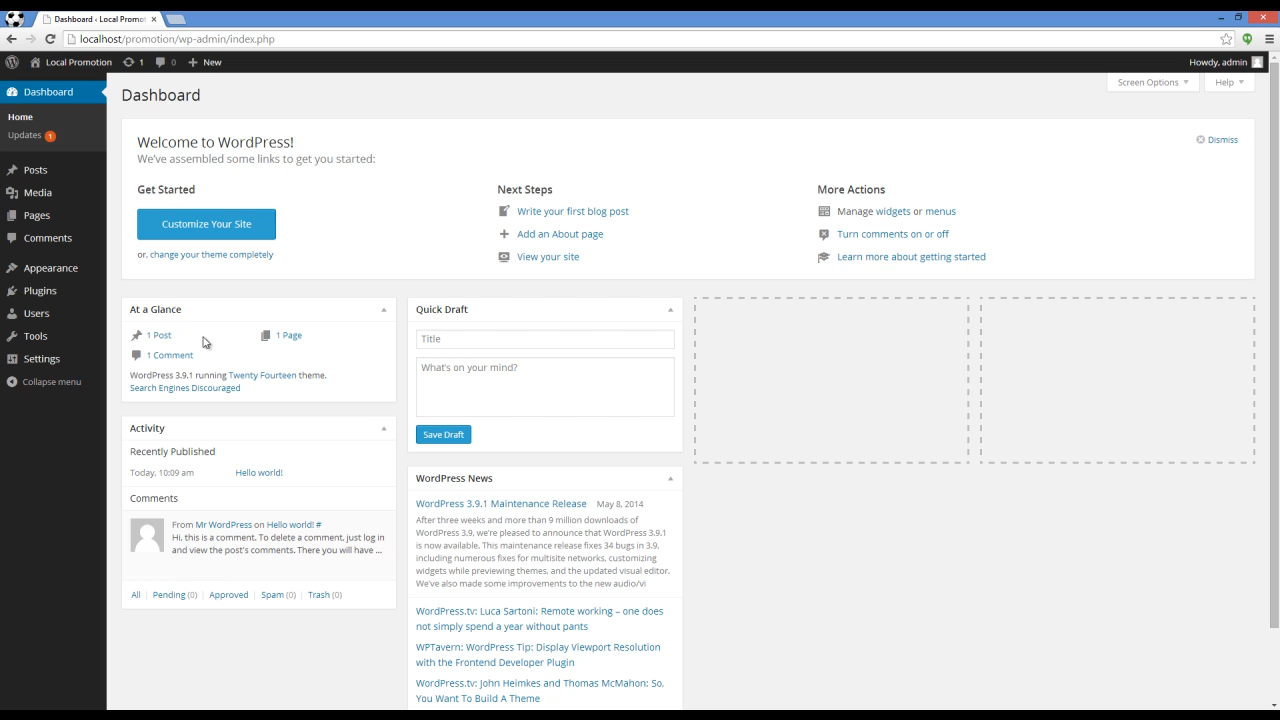 Dashboard ‹ Local Promot
localhost/promotion/wp-admin/index.php
Local Promotion 1 0 New Howdy, admin
Dashboard
Home
Updates 1
Posts
Media
Pages
Comments
Appearance
Plugins
Users
Tools
Settings
Collapse menu
Screen Options Help
Dashboard
Welcome to WordPress!
We've assembled some links to get you started:
Dismiss
Get Started
Customize Your Site
or, change your theme completely
Next Steps
Write your first blog post
Add an About page
View your site
More Actions
Manage widgets or menus
Turn comments on or off
Learn more about getting started
At a Glance
1 Post 1 Page
1 Comment
WordPress 3.9.1 running Twenty Fourteen theme.
Search Engines Discouraged
Activity
Recently Published
Today, 10:09 am Hello world!
Comments
From Mr WordPress on Hello world! #
Hi, this is a comment. To delete a comment, just log in
and view the post's comments. There you will have ...
All | Pending (0) | Approved | Spam (0) | Trash (0)
Quick Draft
Title
What's on your mind?
Save Draft
WordPress News
WordPress 3.9.1 Maintenance Release May 8, 2014
After three weeks and more than 9 million downloads of
WordPress 3.9, we're pleased to announce that WordPress 3.9.1
is now available. This maintenance release fixes 34 bugs in 3.9,
including numerous fixes for multisite networks, customizing
widgets while previewing themes, and the updated visual editor.
We've also made some improvements to the new audio/vi
WordPress.tv: Luca Sartoni: Remote working – one does
not simply spend a year without pants
WPTavern: WordPress Tip: Display Viewport Resolution
with the Frontend Developer Plugin
WordPress.tv: John Heimkes and Thomas McMahon: So,
You Want To Build A Theme